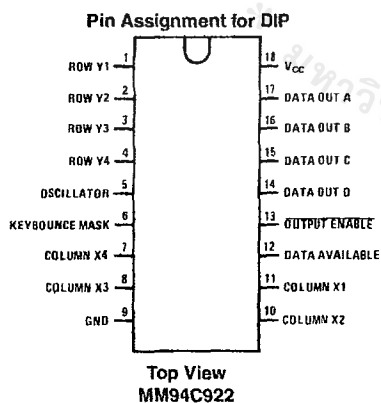 Pin Assignment for DIP
ROW Y1 1
ROW Y2 2
ROW Y3 3
ROW Y4 4
OSCILLATOR 5
KEYBOUNCE MASK 6
COLUMN X4 7
COLUMN X3 8
GND 9
18 VCC
17 DATA OUT A
16 DATA OUT B
15 DATA OUT C
14 DATA OUT D
13 OUTPUT ENABLE
12 DATA AVAILABLE
11 COLUMN X1
10 COLUMN X2
Top View
MM94C922